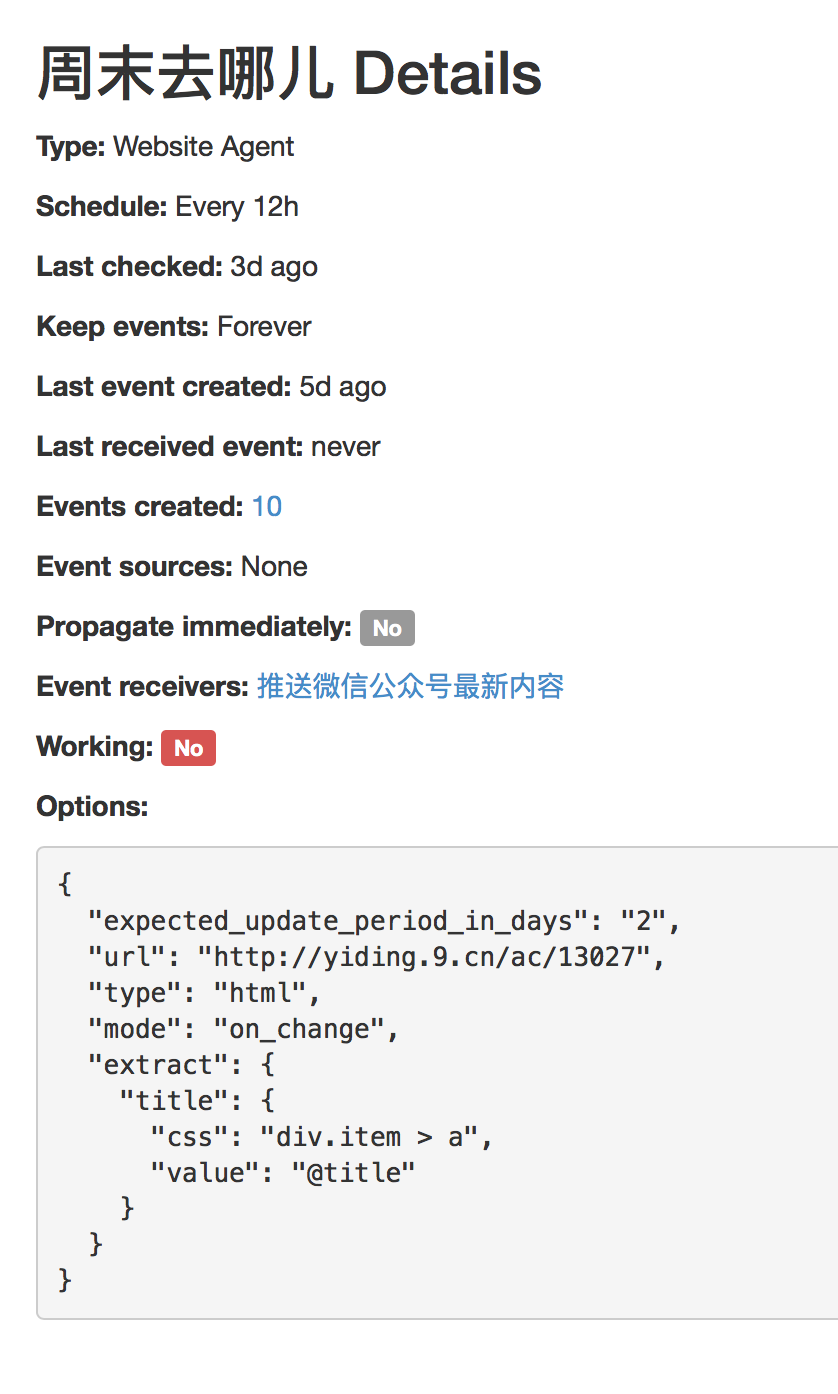 周末去哪儿 Details
Type: Website Agent
Schedule: Every 12h
Last checked: 3d ago
Keep events: Forever
Last event created: 5d ago
Last received event: never
Events created: 10
Event sources: None
Propagate immediately: No
Event receivers: 推送微信公众号最新内容
Working: No
Options:
{
  "expected_update_period_in_days": "2",
  "url": "http://yiding.9.cn/ac/13027",
  "type": "html",
  "mode": "on_change",
  "extract": {
    "title": {
      "css": "div.item > a",
      "value": "@title"
    }
  }
}